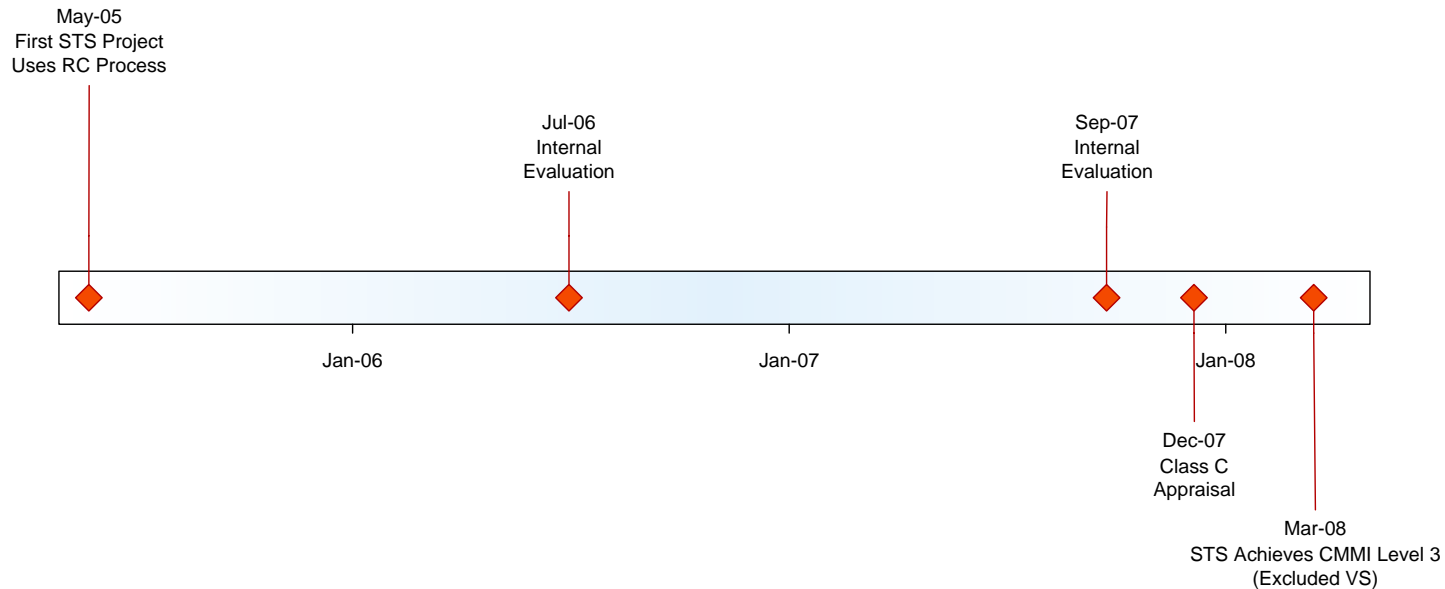 May-05
First STS Project
Uses RC Process
Jul-06
Internal
Evaluation
Sep-07
Internal
Evaluation
Jan-06
Jan-07
Jan-08
Dec-07
Class C
Appraisal
Mar-08
STS Achieves CMMI Level 3
(Excluded VS)